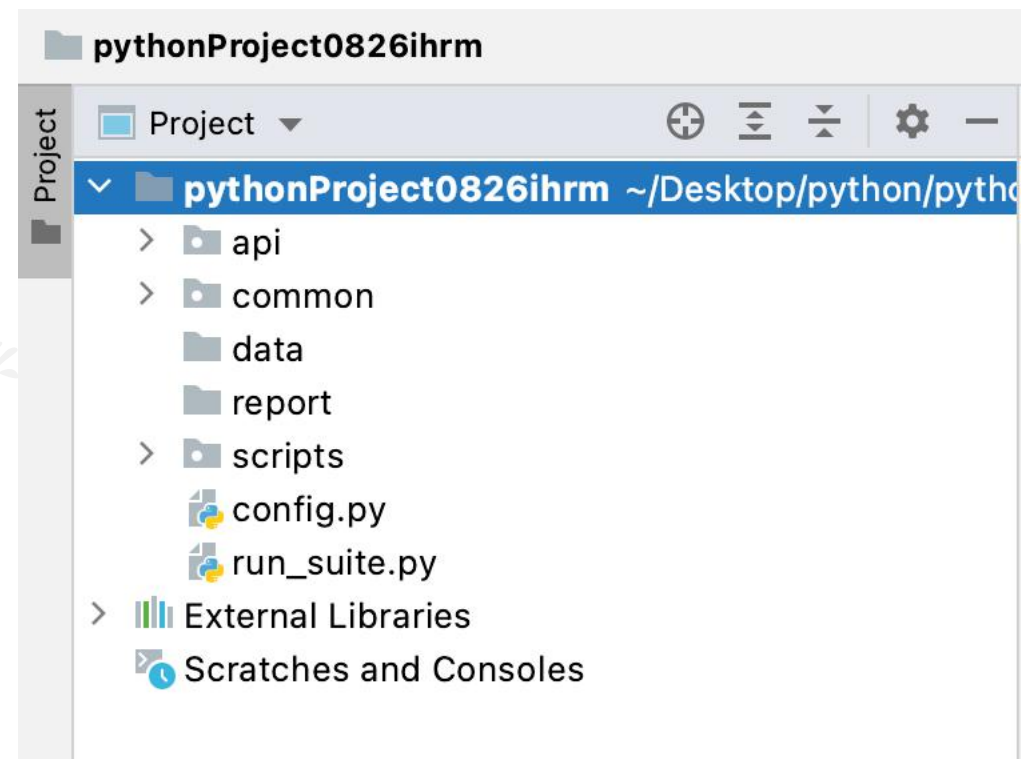 pythonProject0826ihrm
Project
Project
pythonProject0826ihrm ~/Desktop/python/pytho
api
common
data
report
scripts
config.py
run_suite.py
External Libraries
Scratches and Consoles